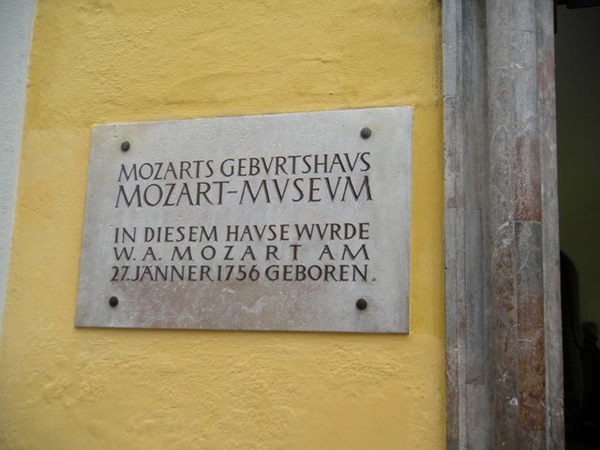 MOZARTS GEBVRTSHAVS
MOZART-MVSEVM
IN DIESEM HAVSE WVRDE
W. A. MOZART AM
27. JÄNNER 1756 GEBOREN.